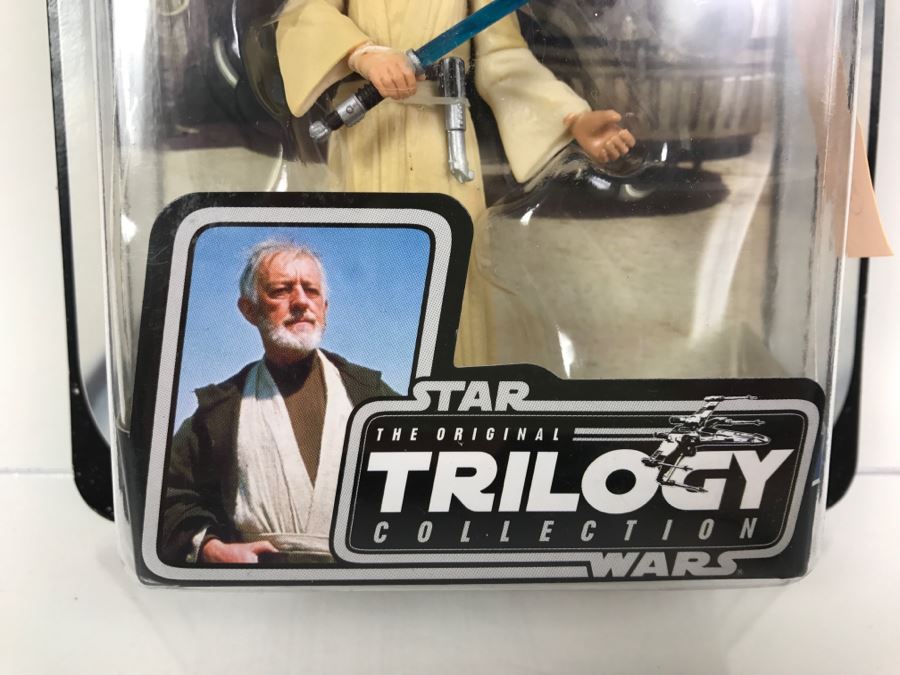 STAR
THE ORIGINAL
TRILOGY
COLLECTION
WARS